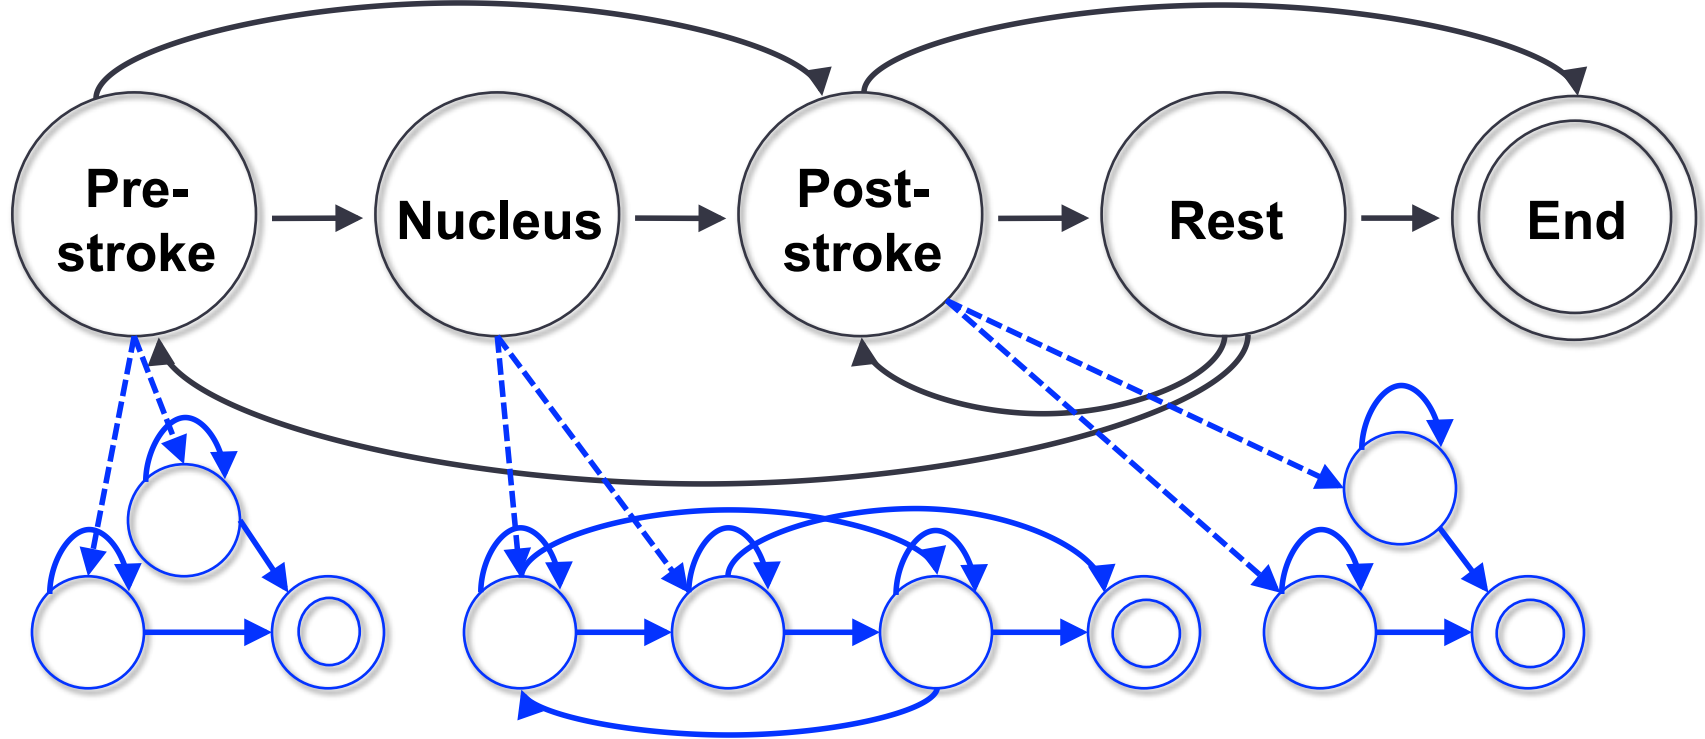 Pre-
stroke
Nucleus
Post-
stroke
Rest
End